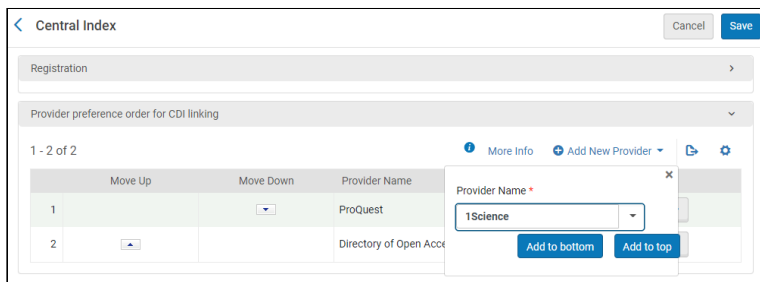 Central Index
Cancel
Save
Registration
Provider preference order for CDI linking
1 - 2 of 2
More Info
Add New Provider
Move Up
Move Down
Provider Name
Provider Name *
1Science
Add to bottom
Add to top
1
ProQuest
2
Directory of Open Acce